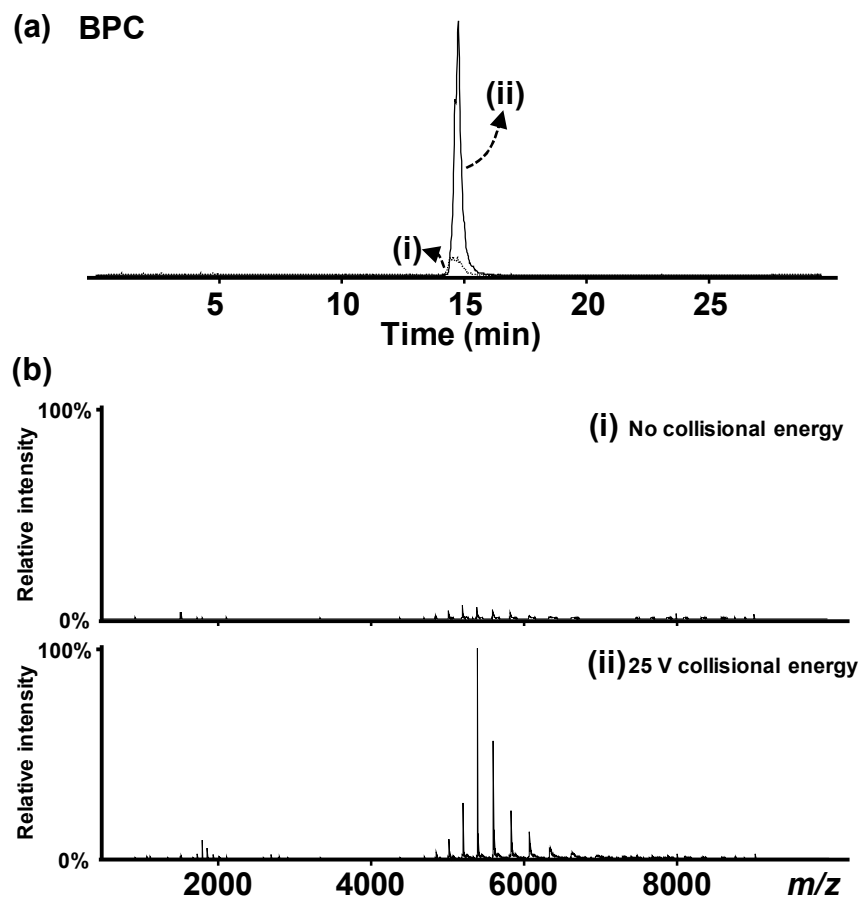 (a) BPC
(ii)
(i)
5 10 15 20 25
Time (min)
(b)
100%
(i) No collisional energy
Relative intensity
0%
100%
(ii) 25 V collisional energy
Relative intensity
0%
2000 4000 6000 8000 m/z